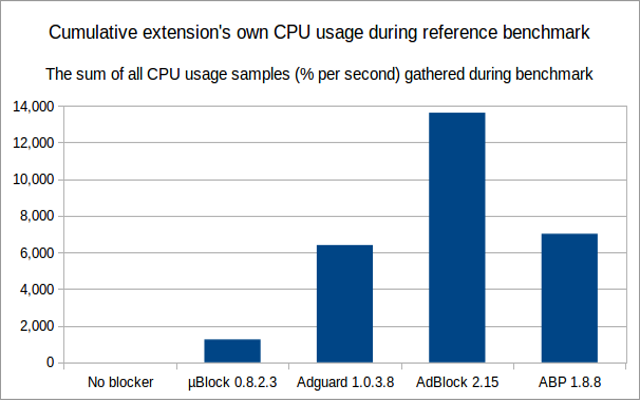 Cumulative extension's own CPU usage during reference benchmark
The sum of all CPU usage samples (% per second) gathered during benchmark
14,000
12,000
10,000
8,000
6,000
4,000
2,000
0
No blocker µBlock 0.8.2.3 Adguard 1.0.3.8 AdBlock 2.15 ABP 1.8.8